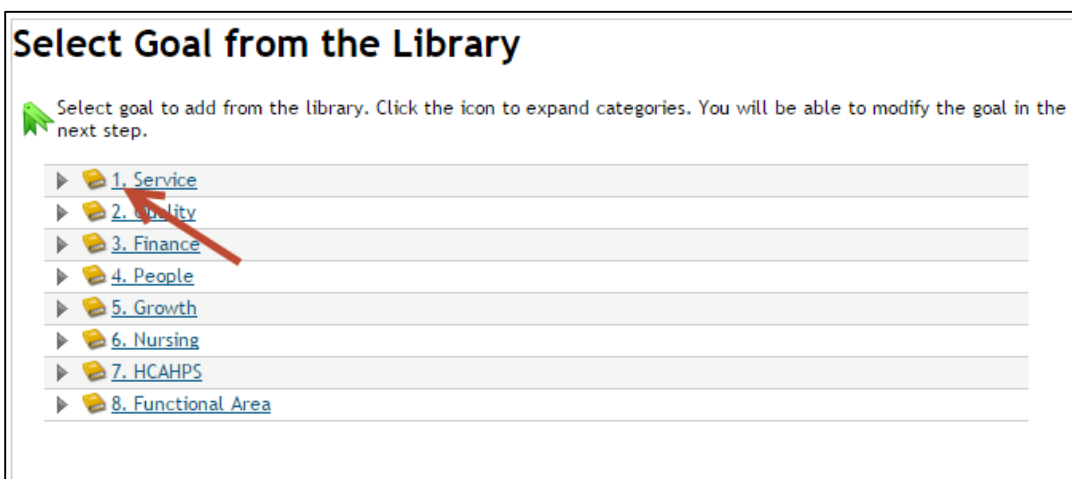 Select Goal from the Library
Select goal to add from the library. Click the icon to expand categories. You will be able to modify the goal in the
next step.
1. Service
2. Quality
3. Finance
4. People
5. Growth
6. Nursing
7. HCAHPS
8. Functional Area